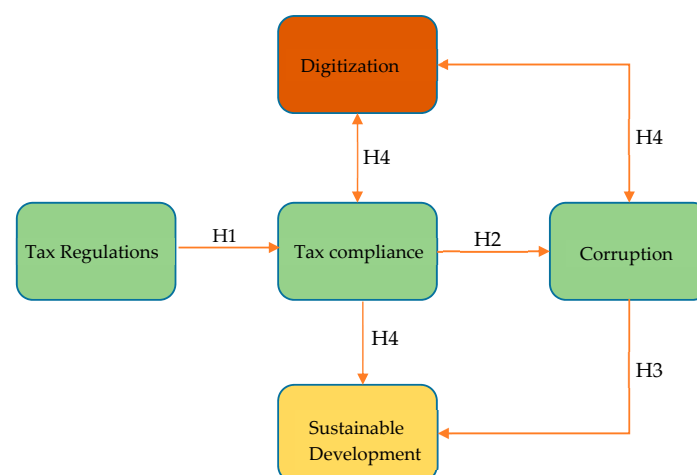 Digitization
H4
H4
Tax Regulations
H1
Tax compliance
H2
Corruption
H4
H3
Sustainable
Development